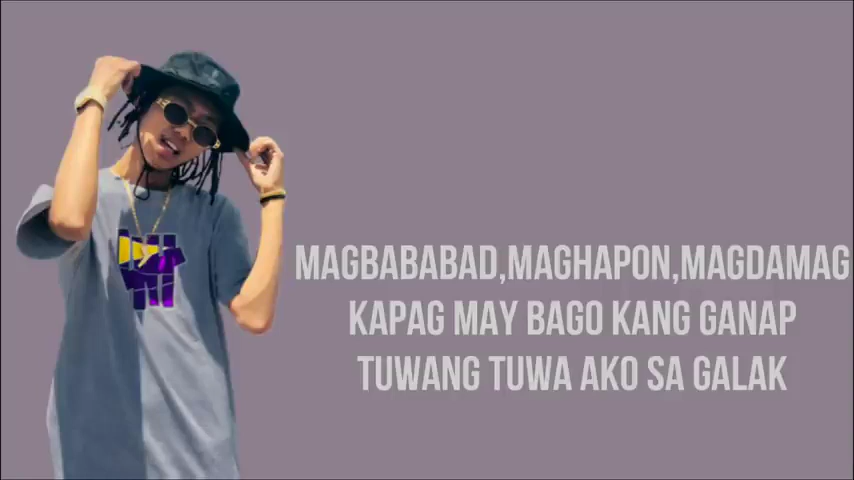 MAGBABABAD,MAGHAPON,MAGDAMAG
KAPAG MAY BAGO KANG GANAP
TUWANG TUWA AKO SA GALAK